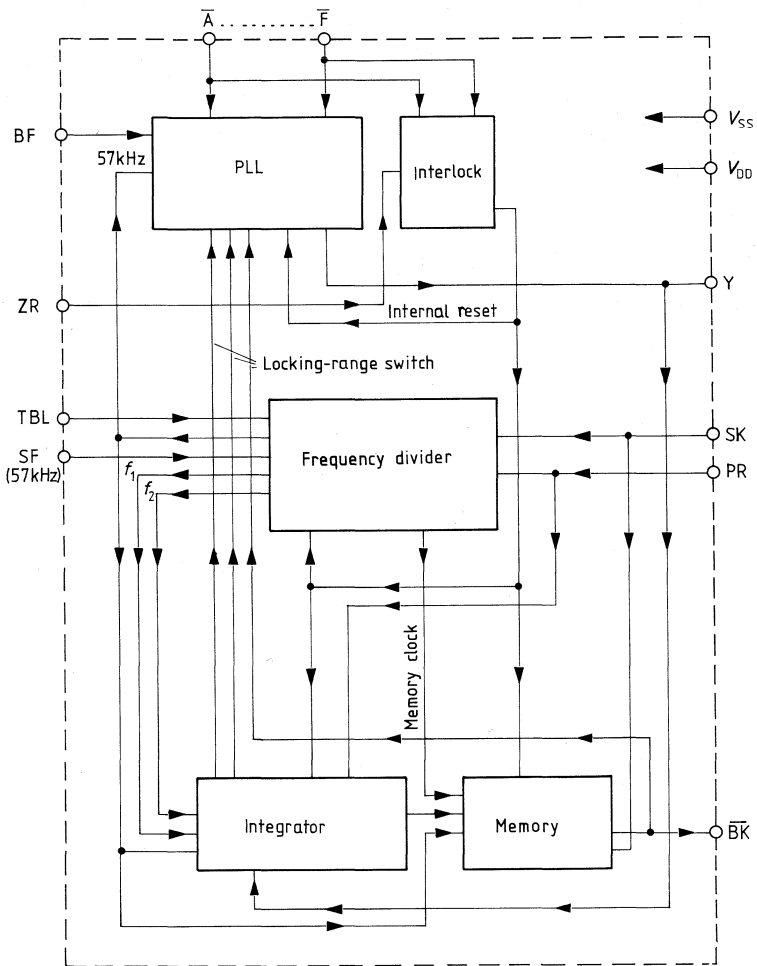 A̅ .......... F̅
BF
57kHz
PLL
Interlock
VSS
VDD
ZR
Y
Internal reset
Locking-range switch
TBL
SF
(57kHz)
f1
f2
Frequency divider
SK
PR
Memory clock
Integrator
Memory
B̅K̅